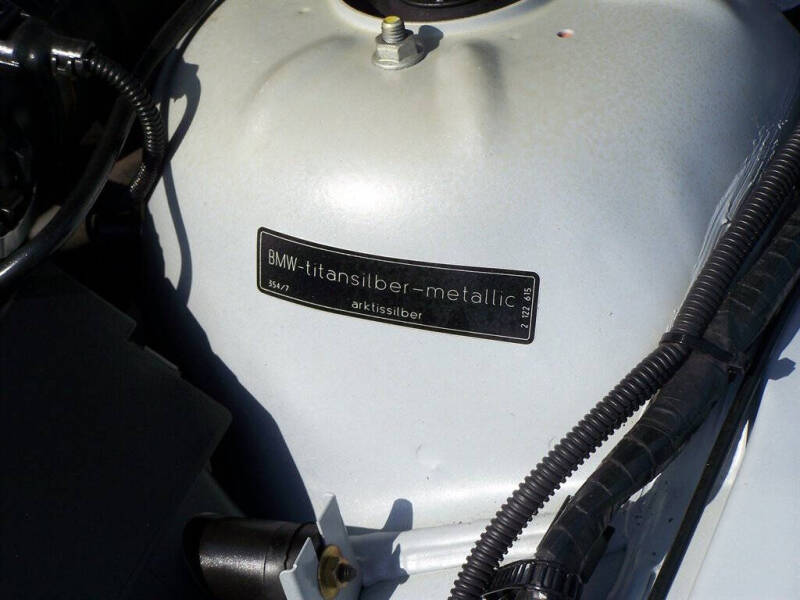 BMW-titansilber-metallic
354/7
arktissilber
2 122 615